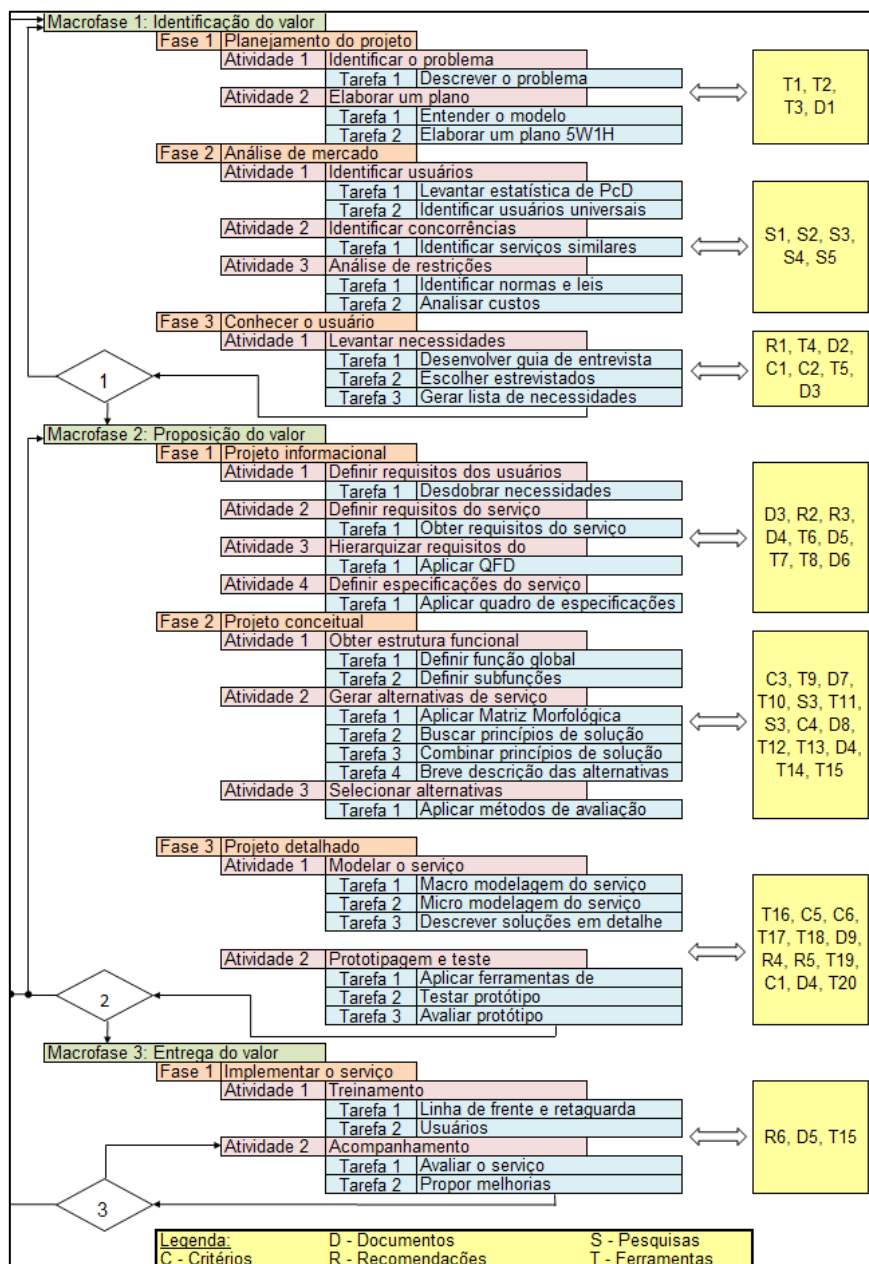 Macrofase 1: Identificação do valor
Fase 1 Planejamento do projeto
Atividade 1 Identificar o problema
Tarefa 1 Descrever o problema
Atividade 2 Elaborar um plano
Tarefa 1 Entender o modelo
Tarefa 2 Elaborar um plano 5W1H
T1, T2,
T3, D1
Fase 2 Análise de mercado
Atividade 1 Identificar usuários
Tarefa 1 Levantar estatística de PcD
Tarefa 2 Identificar usuários universais
Atividade 2 Identificar concorrências
Tarefa 1 Identificar serviços similares
Atividade 3 Análise de restrições
Tarefa 1 Identificar normas e leis
Tarefa 2 Analisar custos
S1, S2, S3,
S4, S5
Fase 3 Conhecer o usuário
Atividade 1 Levantar necessidades
Tarefa 1 Desenvolver guia de entrevista
Tarefa 2 Escolher estrevistados
Tarefa 3 Gerar lista de necessidades
R1, T4, D2,
C1, C2, T5,
D3
1
Macrofase 2: Proposição do valor
Fase 1 Projeto informacional
Atividade 1 Definir requisitos dos usuários
Tarefa 1 Desdobrar necessidades
Atividade 2 Definir requisitos do serviço
Tarefa 1 Obter requisitos do serviço
Atividade 3 Hierarquizar requisitos do
Tarefa 1 Aplicar QFD
Atividade 4 Definir especificações do serviço
Tarefa 1 Aplicar quadro de especificações
D3, R2, R3,
D4, T6, D5,
T7, T8, D6
Fase 2 Projeto conceitual
Atividade 1 Obter estrutura funcional
Tarefa 1 Definir função global
Tarefa 2 Definir subfunções
Atividade 2 Gerar alternativas de serviço
Tarefa 1 Aplicar Matriz Morfológica
Tarefa 2 Buscar princípios de solução
Tarefa 3 Combinar princípios de solução
Tarefa 4 Breve descrição das alternativas
Atividade 3 Selecionar alternativas
Tarefa 1 Aplicar métodos de avaliação
C3, T9, D7,
T10, S3, T11,
S3, C4, D8,
T12, T13, D4,
T14, T15
Fase 3 Projeto detalhado
Atividade 1 Modelar o serviço
Tarefa 1 Macro modelagem do serviço
Tarefa 2 Micro modelagem do serviço
Tarefa 3 Descrever soluções em detalhe
Atividade 2 Prototipagem e teste
Tarefa 1 Aplicar ferramentas de
Tarefa 2 Testar protótipo
Tarefa 3 Avaliar protótipo
T16, C5, C6,
T17, T18, D9,
R4, R5, T19,
C1, D4, T20
2
Macrofase 3: Entrega do valor
Fase 1 Implementar o serviço
Atividade 1 Treinamento
Tarefa 1 Linha de frente e retaguarda
Tarefa 2 Usuários
Atividade 2 Acompanhamento
Tarefa 1 Avaliar o serviço
Tarefa 2 Propor melhorias
R6, D5, T15
3
Legenda: D - Documentos S - Pesquisas
C - Critérios R - Recomendações T - Ferramentas